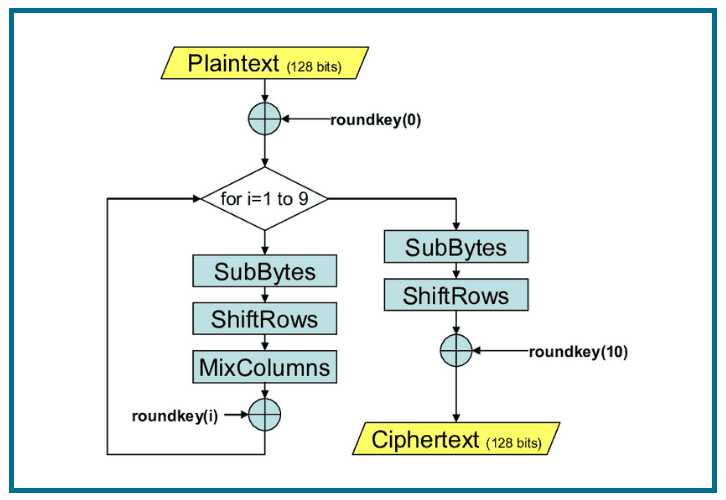 Plaintext (128 bits)
roundkey(0)
for i=1 to 9
SubBytes
ShiftRows
MixColumns
roundkey(i)
SubBytes
ShiftRows
roundkey(10)
Ciphertext (128 bits)